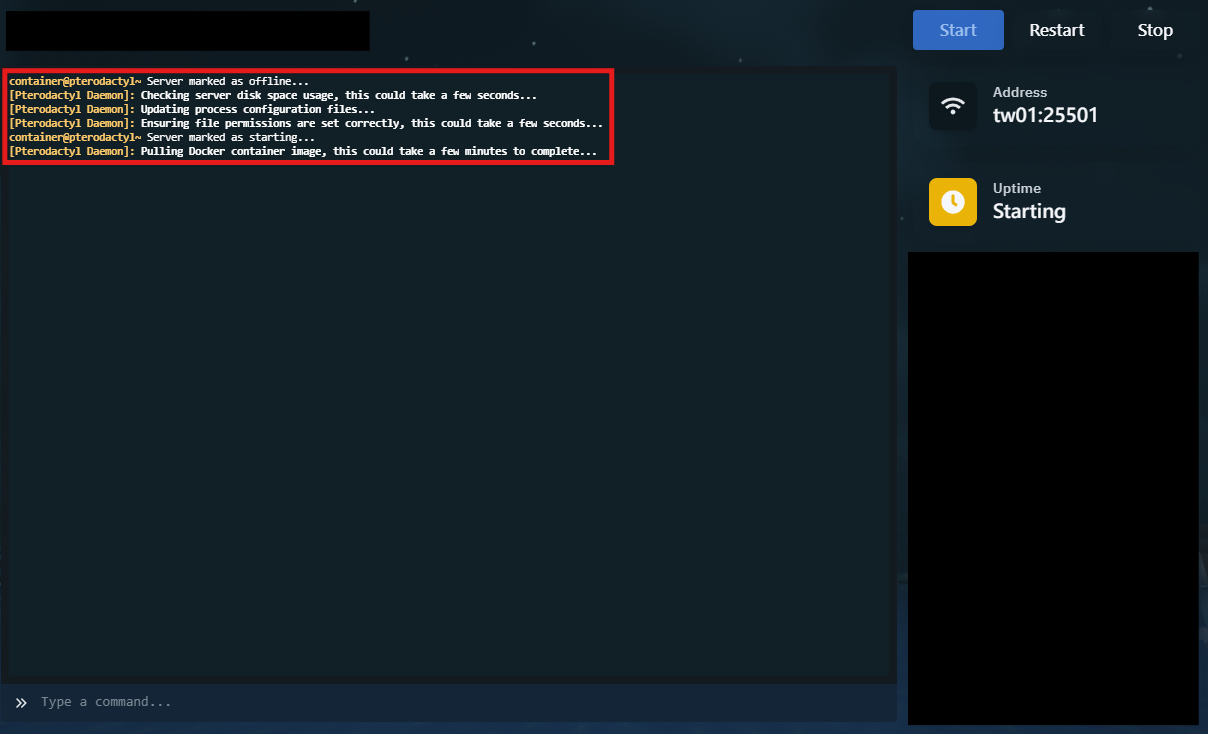 Start
Restart
Stop
container@pterodactyl~ Server marked as offline...
[Pterodactyl Daemon]: Checking server disk space usage, this could take a few seconds...
[Pterodactyl Daemon]: Updating process configuration files...
[Pterodactyl Daemon]: Ensuring file permissions are set correctly, this could take a few seconds...
container@pterodactyl~ Server marked as starting...
[Pterodactyl Daemon]: Pulling Docker container image, this could take a few minutes to complete...
Address
tw01:25501
Uptime
Starting
» Type a command...